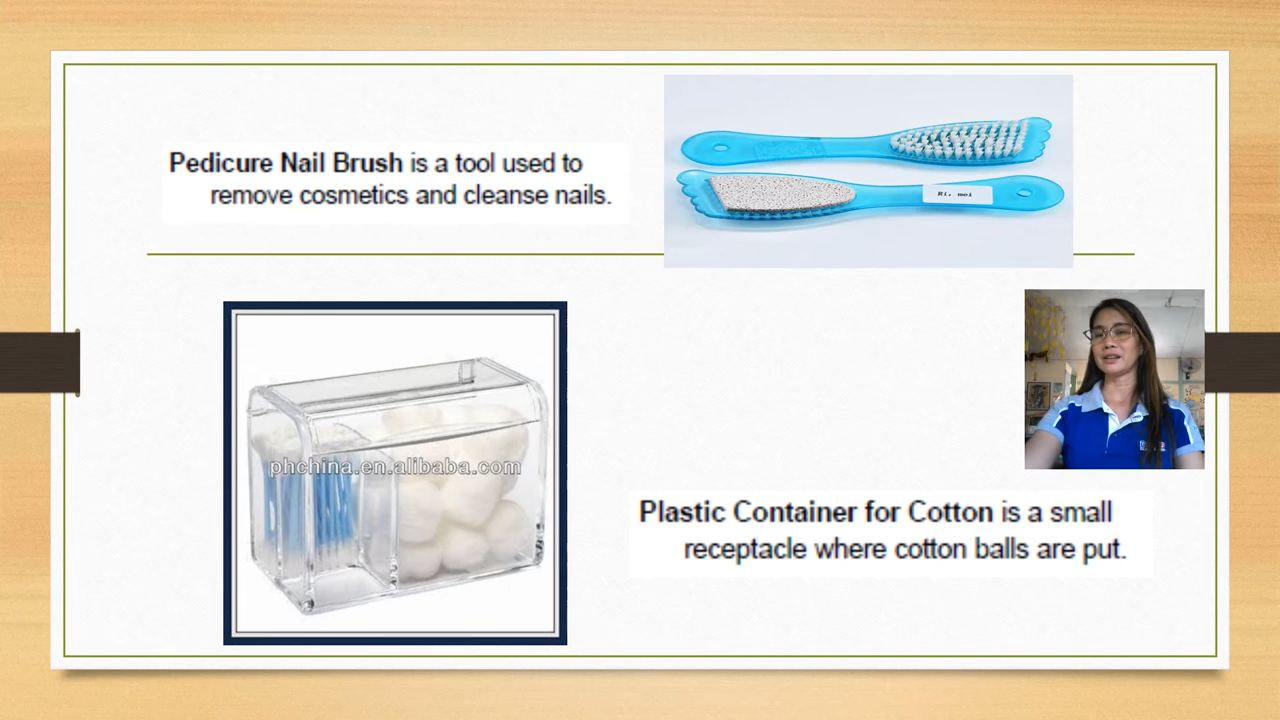 Pedicure Nail Brush is a tool used to
remove cosmetics and cleanse nails.
Ri. mei
phchina.en.alibaba.com
Plastic Container for Cotton is a small
receptacle where cotton balls are put.